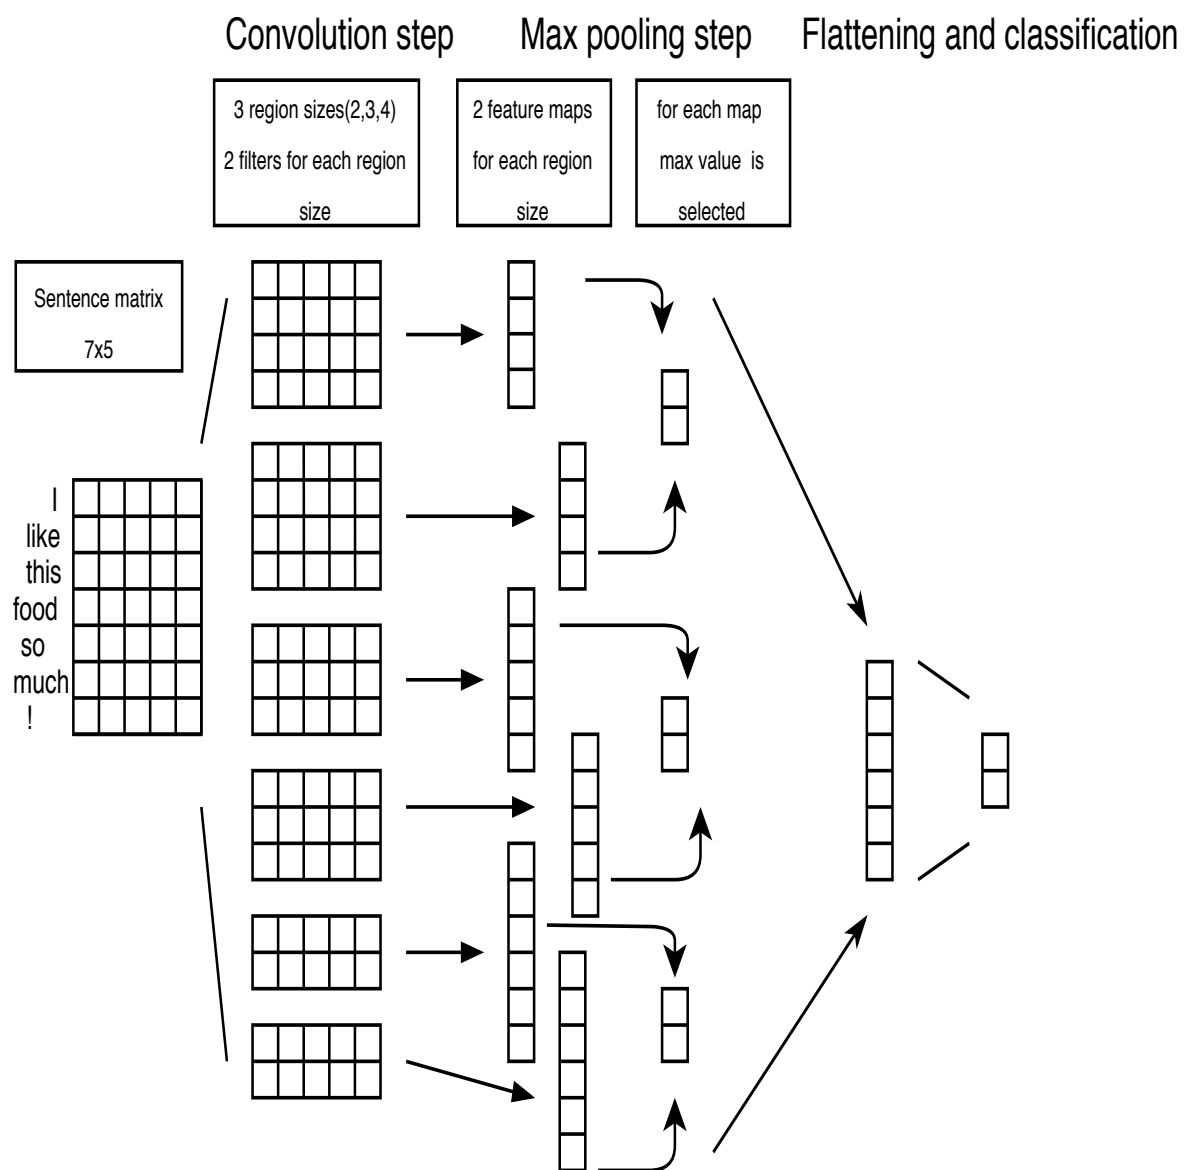 Convolution step
Max pooling step
Flattening and classification
3 region sizes(2,3,4)
2 filters for each region
size
2 feature maps
for each region
size
for each map
max value is
selected
Sentence matrix
7x5
I
like
this
food
so
much
!